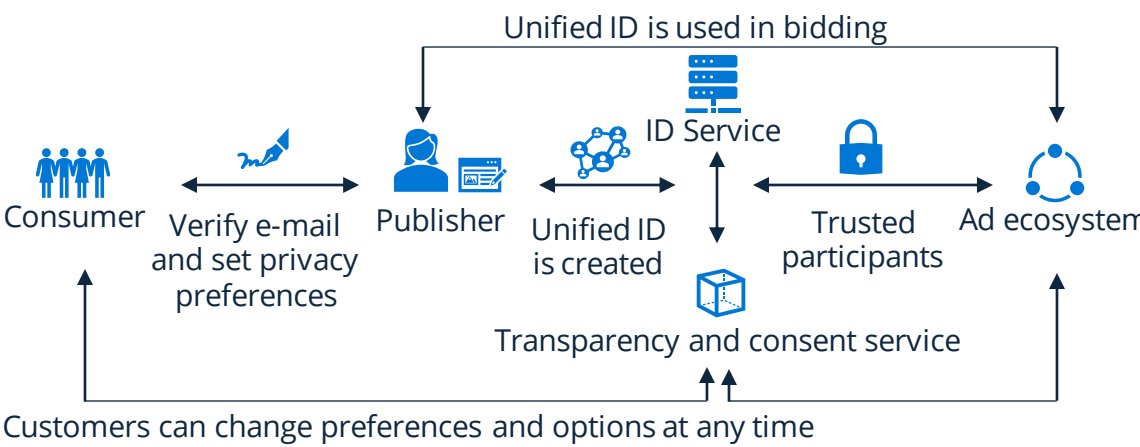 Unified ID is used in bidding
ID Service
Consumer
Verify e-mail
and set privacy
preferences
Publisher
Unified ID
is created
Trusted
participants
Ad ecosystem
Transparency and consent service
Customers can change preferences and options at any time